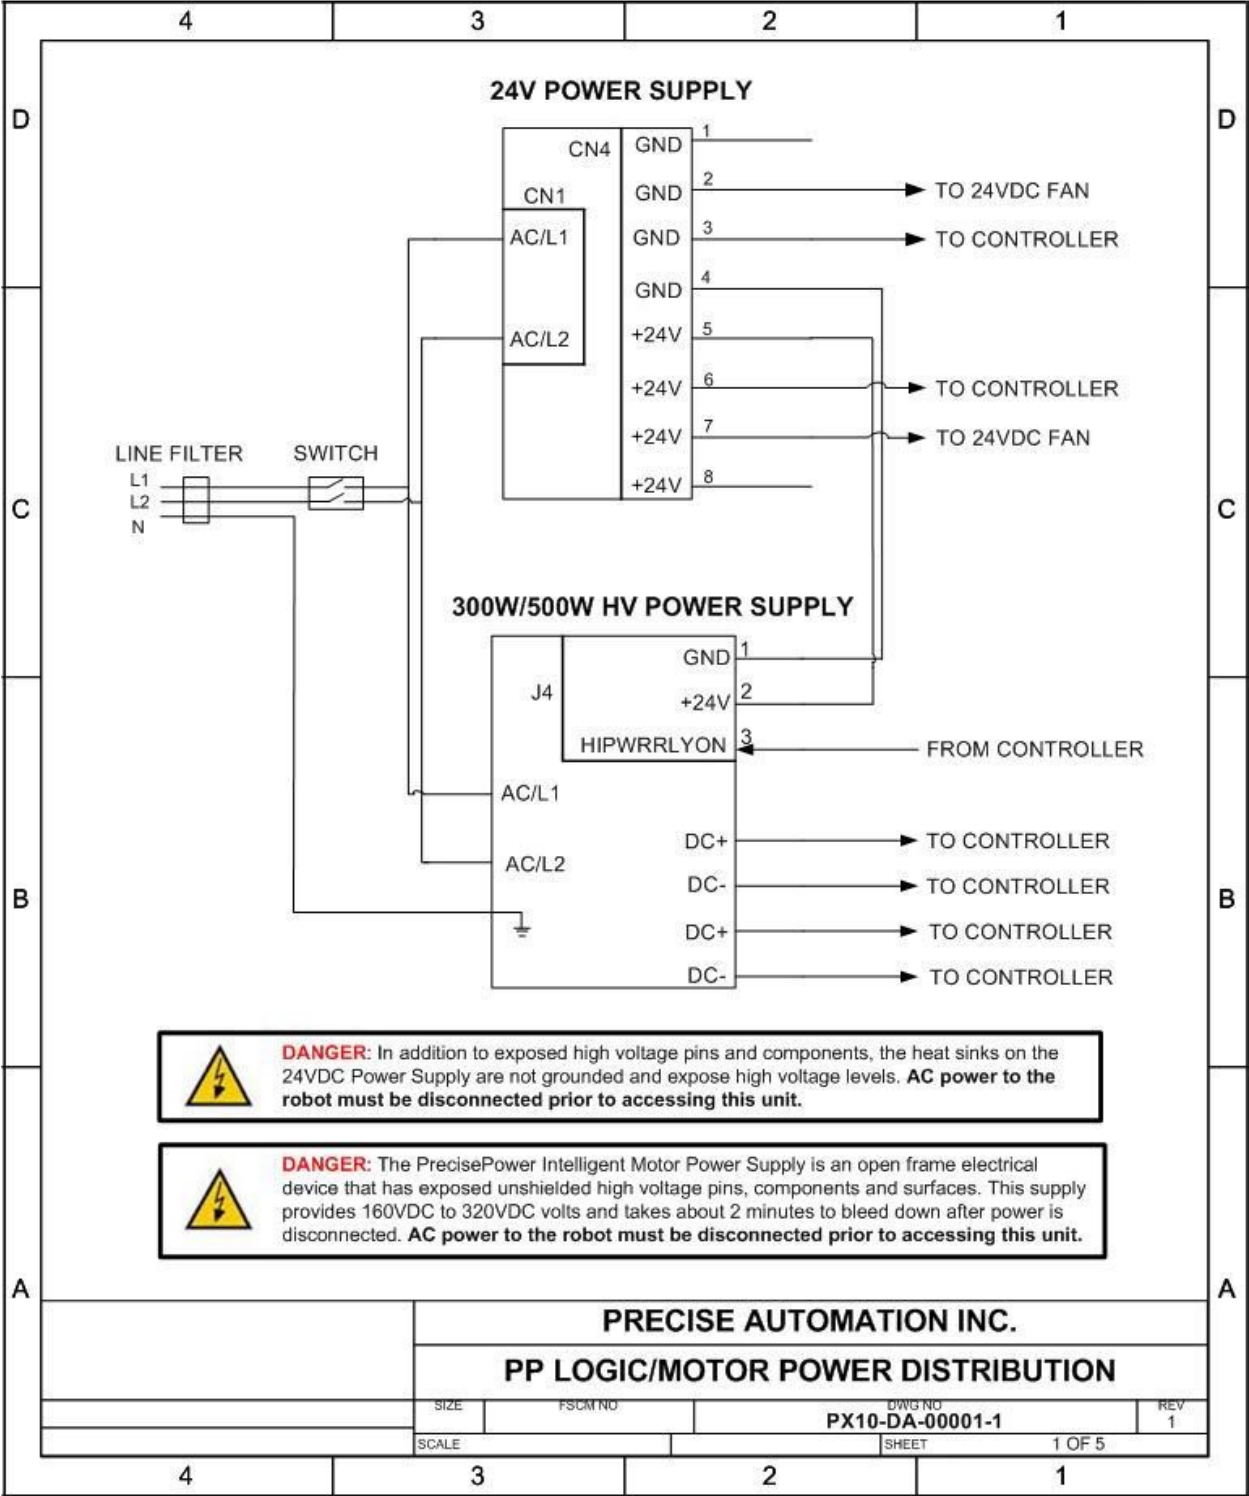 4 3 2 1
D D
24V POWER SUPPLY
CN4
CN1
AC/L1
AC/L2
GND 1
GND 2 TO 24VDC FAN
GND 3 TO CONTROLLER
GND 4
+24V 5
+24V 6 TO CONTROLLER
+24V 7 TO 24VDC FAN
+24V 8
LINE FILTER SWITCH
L1
L2
N
C C
300W/500W HV POWER SUPPLY
J4
GND 1
+24V 2
HIPWRRLYON 3 FROM CONTROLLER
AC/L1
AC/L2
DC+ TO CONTROLLER
DC- TO CONTROLLER
DC+ TO CONTROLLER
DC- TO CONTROLLER
B B
DANGER: In addition to exposed high voltage pins and components, the heat sinks on the
24VDC Power Supply are not grounded and expose high voltage levels. AC power to the
robot must be disconnected prior to accessing this unit.
DANGER: The PrecisePower Intelligent Motor Power Supply is an open frame electrical
device that has exposed unshielded high voltage pins, components and surfaces. This supply
provides 160VDC to 320VDC volts and takes about 2 minutes to bleed down after power is
disconnected. AC power to the robot must be disconnected prior to accessing this unit.
A A
PRECISE AUTOMATION INC.
PP LOGIC/MOTOR POWER DISTRIBUTION
SIZE FSCM NO DWG NO REV
PX10-DA-00001-1 1
SCALE SHEET 1 OF 5
4 3 2 1